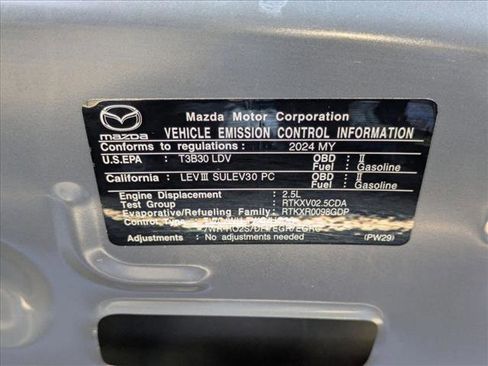 Mazda Motor Corporation
mazda VEHICLE EMISSION CONTROL INFORMATION
Conforms to regulations: 2024 MY
U.S.EPA : T3B30 LDV OBD : II
Fuel : Gasoline
California : LEVIII SULEV30 PC OBD : II
Fuel : Gasoline
Engine Displacement : 2.5L
Test Group : RTKXV02.5CDA
Evaporative/Refueling Family: RTKXR0098GDP
Control Type :
Adjustments : No adjustments needed (PW29)